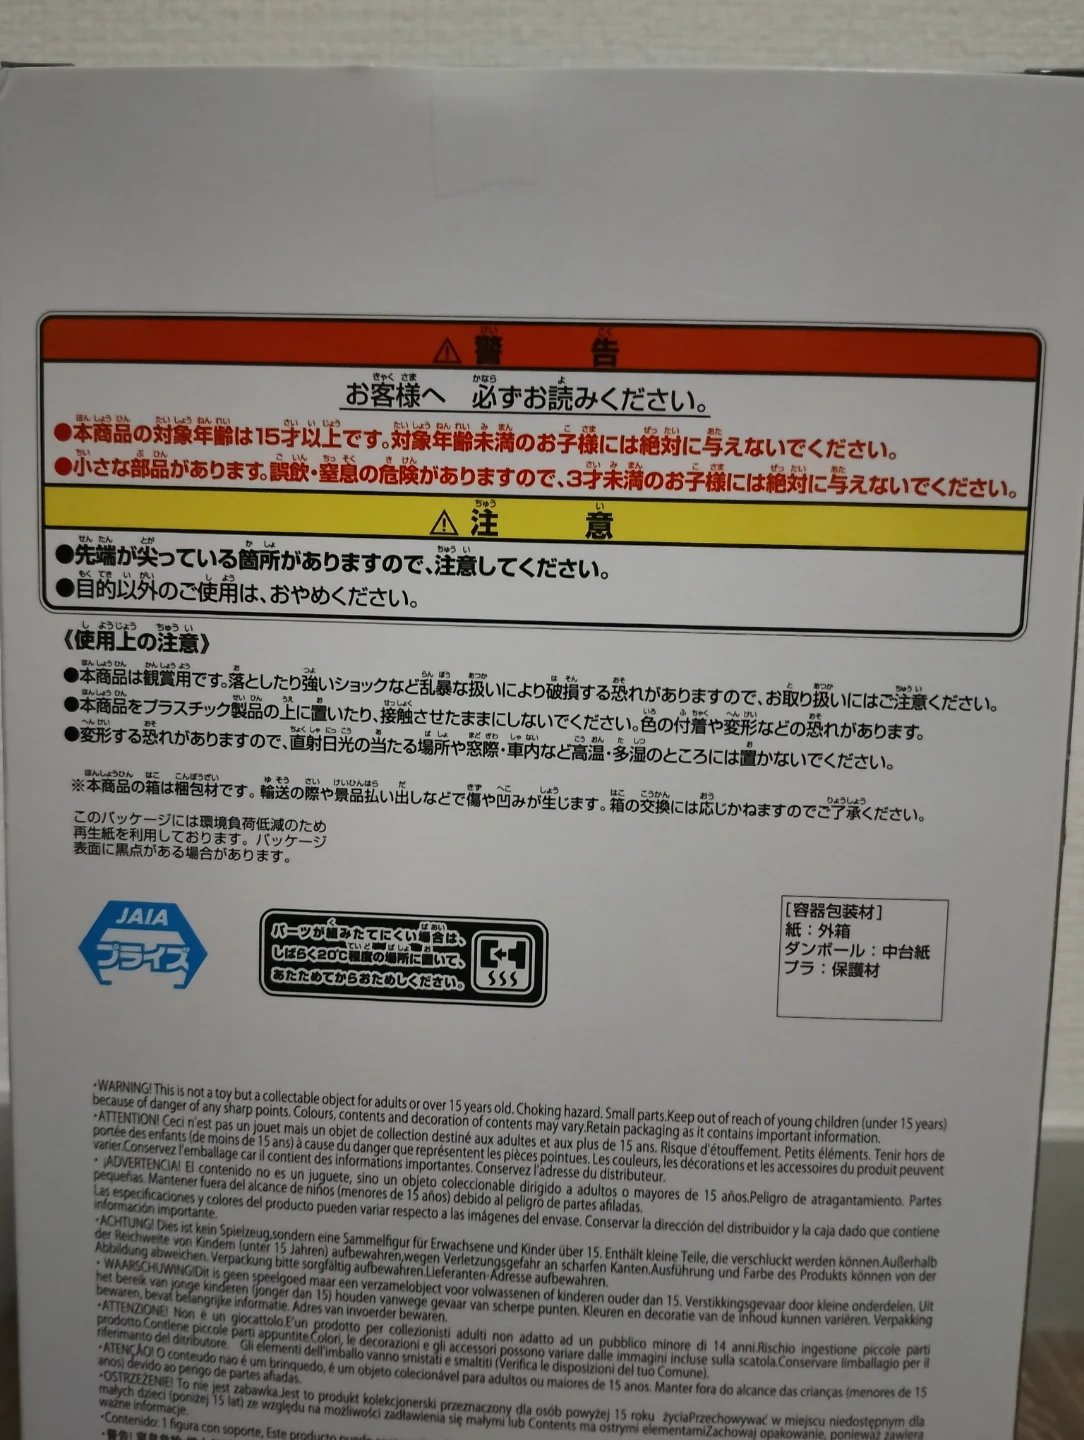 ⚠警告
お客様へ 必ずお読みください。
●本商品の対象年齢は15才以上です。対象年齢未満のお子様には絶対に与えないでください。
●小さな部品があります。誤飲・窒息の危険がありますので、3才未満のお子様には絶対に与えないでください。
⚠注意
●先端が尖っている箇所がありますので、注意してください。
●目的以外のご使用は、おやめください。
《使用上の注意》
●本商品は観賞用です。落としたり強いショックなど乱暴な扱いにより破損する恐れがありますので、お取り扱いにはご注意ください。
●本商品をプラスチック製品の上に置いたり、接触させたままにしないでください。色の付着や変形などの恐れがあります。
●変形する恐れがありますので、直射日光の当たる場所や窓際・車内など高温・多湿のところには置かないでください。
※本商品の箱は梱包材です。輸送の際や景品払い出しなどで傷や凹みが生じます。箱の交換には応じかねますのでご了承ください。
このパッケージには環境負荷低減のため
再生紙を利用しております。パッケージ
表面に黒点がある場合があります。
JAIA
プライズ
パーツが組みたてにくい場合は、
しばらく20℃程度の場所に置いて、
あたためてからおためしください。
[容器包装材]
紙：外箱
ダンボール：中台紙
プラ：保護材
・WARNING! This is not a toy but a collectable object for adults or over 15 years old. Choking hazard. Small parts.Keep out of reach of young children (under 15 years)
because of danger of any sharp points. Colours, contents and decoration of contents may vary.Retain packaging as it contains important information.
・ATTENTION! Ceci n'est pas un jouet mais un objet de collection destiné aux adultes et aux plus de 15 ans. Risque d'étouffement. Petits éléments. Tenir hors de
portée des enfants (de moins de 15 ans) à cause du danger que représentent les pièces pointues. Les couleurs, les décorations et les accessoires du produit peuvent
varier.Conservez l'emballage car il contient des informations importantes. Conservez l'adresse du distributeur.
・¡ADVERTENCIA! El contenido no es un juguete, sino un objeto coleccionable dirigido a adultos o mayores de 15 años.Peligro de atragantamiento. Partes
pequeñas. Mantener fuera del alcance de niños (menores de 15 años) debido al peligro de partes afiladas.
Las especificaciones y colores del producto pueden variar respecto a las imágenes del envase. Conservar la dirección del distribuidor y la caja dado que contiene
información importante.
・ACHTUNG! Dies ist kein Spielzeug,sondern eine Sammelfigur für Erwachsene und Kinder über 15. Enthält kleine Teile, die verschluckt werden können.Außerhalb
der Reichweite von Kindern (unter 15 Jahren) aufbewahren,wegen Verletzungsgefahr an scharfen Kanten.Ausführung und Farbe des Produkts können von der
Abbildung abweichen. Verpackung bitte sorgfältig aufbewahren.Lieferanten-Adresse aufbewahren.
・WAARSCHUWING!Dit is geen speelgoed maar een verzamelobject voor volwassenen of kinderen ouder dan 15. Verstikkingsgevaar door kleine onderdelen. Uit
het bereik van jonge kinderen (jonger dan 15) houden vanwege gevaar van scherpe punten. Kleuren en decoratie van de inhoud kunnen variëren. Verpakking
bewaren, bevat belangrijke informatie. Adres van invoerder bewaren.
・ATTENZIONE! Non è un giocattolo.E'un prodotto per collezionisti adulti non adatto ad un pubblico minore di 14 anni.Rischio ingestione piccole parti
prodotto.Contiene piccole parti appuntite.Colori, le decorazioni e gli accessori possono variare dalle immagini incluse sulla scatola.Conservare limballagio per il
riferimanto del ditributore. Gli elementi dell'imballo vanno smistati e smaltiti (Verifica le disposizioni del tuo Comune).
・ATENÇÃO! O conteudo nao é um brinquedo, é um objeto colecionável para adultos ou maiores de 15 anos. Manter fora do alcance das crianças (menores de 15
anos) devido ao perigo de partes afiadas.
・OSTRZEŻENIE! To nie jest zabawka.Jest to produkt kolekcjonerski przeznaczony dla osób powyżej 15 roku życiaPrzechowywać w miejscu niedostępnym dla
małych dzieci (poniżej 15 lat) ze względu na możliwości zadławienia się małymi lub Contents ma ostrymi elementamiZachowaj opakowanie, ponieważ zawiera
ważne informacje.
・Contenido: 1 figura con soporte, Este producto